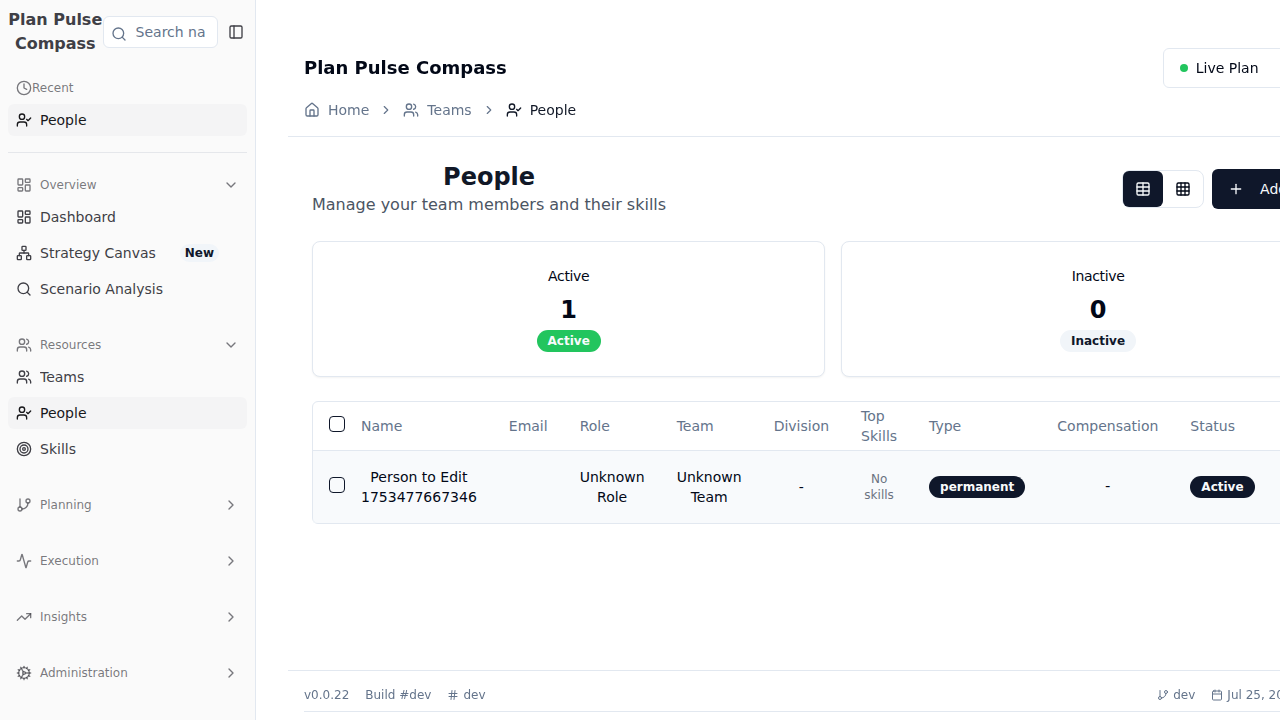 Plan Pulse
Compass
Search na
Recent
People
Overview
Dashboard
Strategy Canvas New
Scenario Analysis
Resources
Teams
People
Skills
Planning
Execution
Insights
Administration
Plan Pulse Compass
Live Plan
Home Teams People
People
Manage your team members and their skills
Active
1
Active
Inactive
0
Inactive
Name Email Role Team Division Top Skills Type Compensation Status
Person to Edit
1753477667346
Unknown
Role
Unknown
Team
-
No
skills
permanent
-
Active
v0.0.22 Build #dev # dev
dev Jul 25,